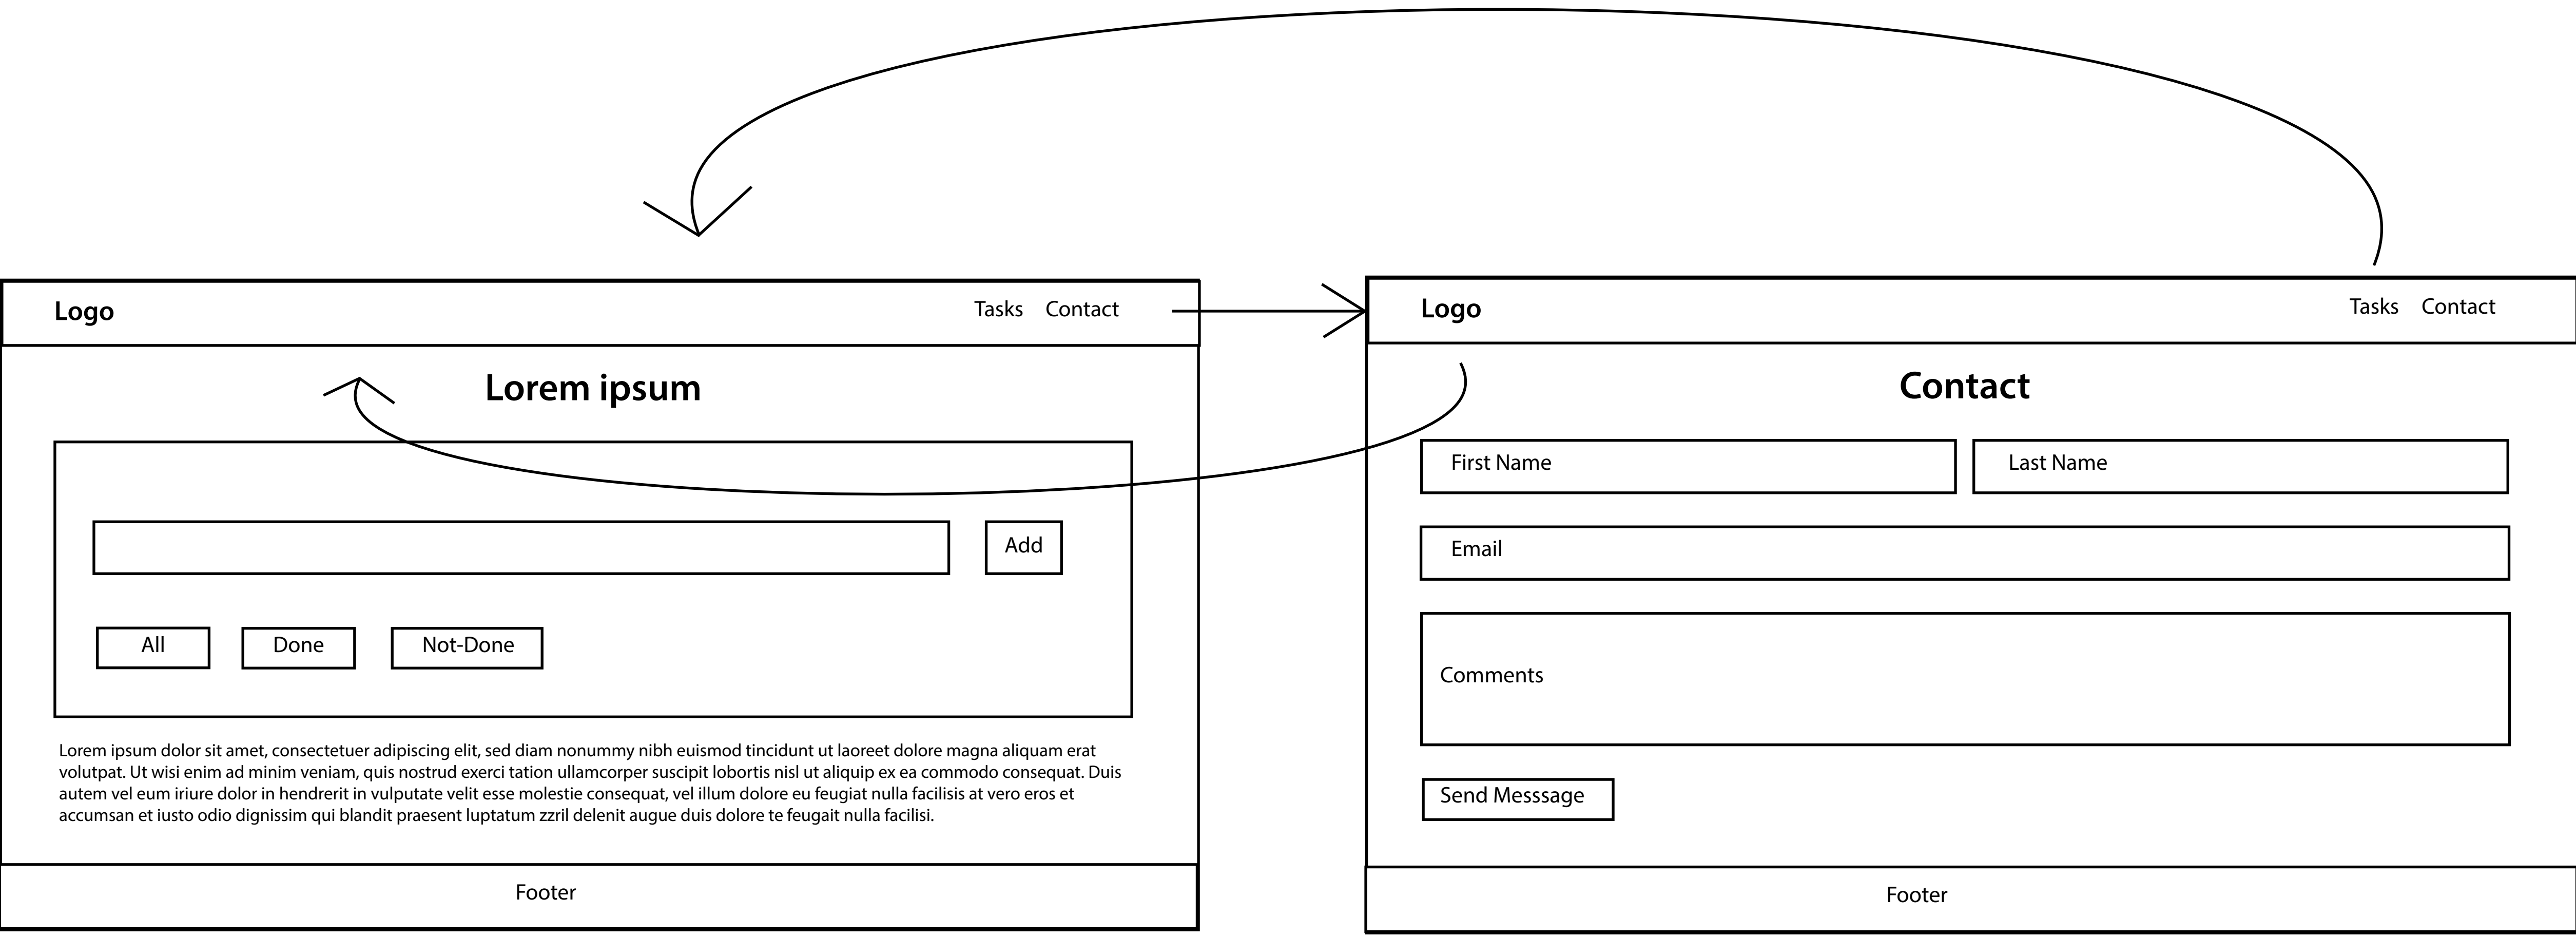 Logo
Tasks Contact
Lorem ipsum
Add
All
Done
Not-Done
Lorem ipsum dolor sit amet, consectetuer adipiscing elit, sed diam nonummy nibh euismod tincidunt ut laoreet dolore magna aliquam erat
volutpat. Ut wisi enim ad minim veniam, quis nostrud exerci tation ullamcorper suscipit lobortis nisl ut aliquip ex ea commodo consequat. Duis
autem vel eum iriure dolor in hendrerit in vulputate velit esse molestie consequat, vel illum dolore eu feugiat nulla facilisis at vero eros et
accumsan et iusto odio dignissim qui blandit praesent luptatum zzril delenit augue duis dolore te feugait nulla facilisi.
Footer
Logo
Tasks Contact
Contact
First Name
Last Name
Email
Comments
Send Messsage
Footer